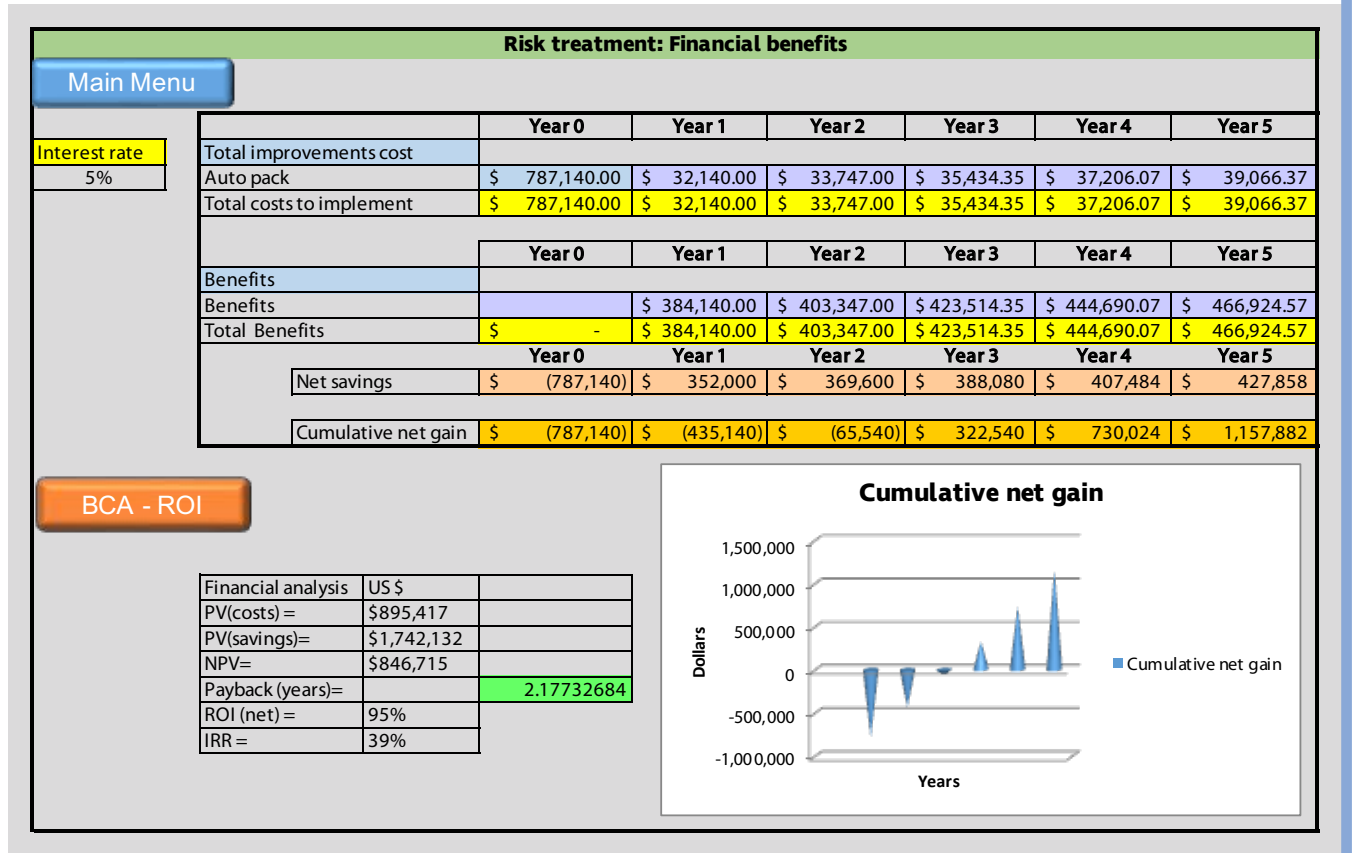 Risk treatment: Financial benefits
Main Menu
Year 0 Year 1 Year 2 Year 3 Year 4 Year 5
Interest rate Total improvements cost
5% Auto pack $ 787,140.00 $ 32,140.00 $ 33,747.00 $ 35,434.35 $ 37,206.07 $ 39,066.37
Total costs to implement $ 787,140.00 $ 32,140.00 $ 33,747.00 $ 35,434.35 $ 37,206.07 $ 39,066.37
Year 0 Year 1 Year 2 Year 3 Year 4 Year 5
Benefits
Benefits $ 384,140.00 $ 403,347.00 $ 423,514.35 $ 444,690.07 $ 466,924.57
Total Benefits $ - $ 384,140.00 $ 403,347.00 $ 423,514.35 $ 444,690.07 $ 466,924.57
Year 0 Year 1 Year 2 Year 3 Year 4 Year 5
Net savings $ (787,140) $ 352,000 $ 369,600 $ 388,080 $ 407,484 $ 427,858
Cumulative net gain $ (787,140) $ (435,140) $ (65,540) $ 322,540 $ 730,024 $ 1,157,882
BCA - ROI
Financial analysis US $
PV(costs) = $895,417
PV(savings)= $1,742,132
NPV= $846,715
Payback (years)= 2.17732684
ROI (net) = 95%
IRR = 39%
Cumulative net gain
1,500,000
1,000,000
500,000
0
-500,000
-1,000,000
Dollars
Years
Cumulative net gain